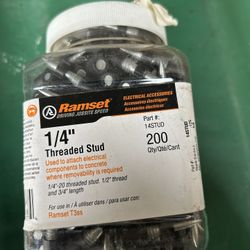 Ramset
DRIVING JOBSITE SPEED
ELECTRICAL ACCESSORIES
Accessoires électriques
Accesorios eléctricos
1/4"
Threaded Stud
Part #:
14STUD
200
Qty/Qté/Cant
Used to attach electrical
components to concrete
where removability is required
1/4"-20 threaded stud, 1/2" thread
and 3/4" length
For use in / À utiliser dans / para usar con:
Ramset T3ss